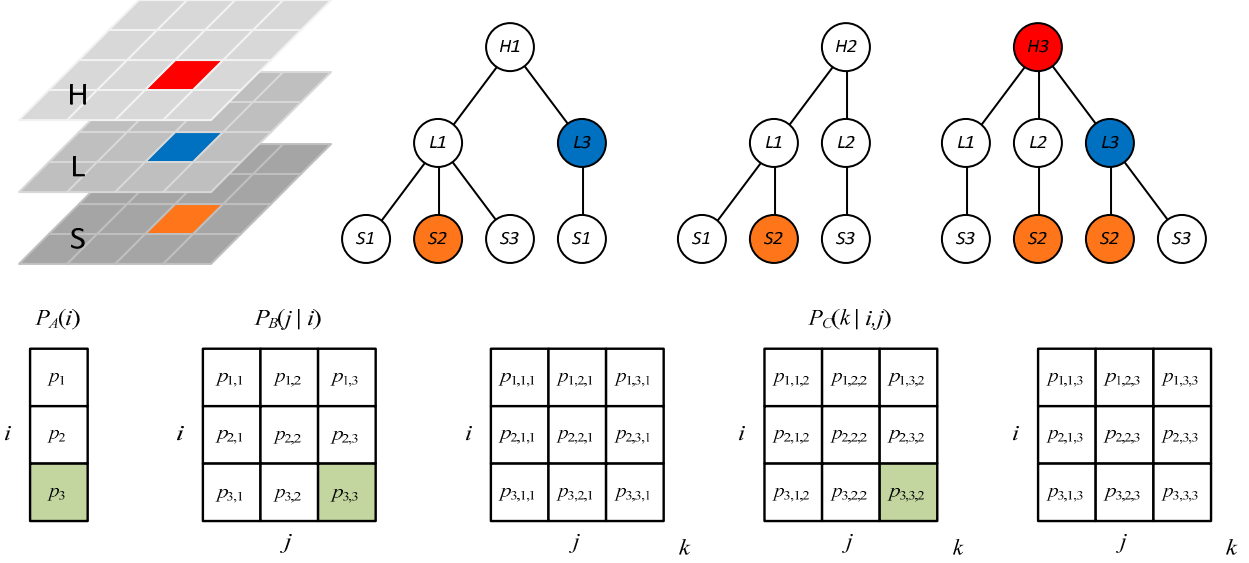 H
L
S
H1 H2 H3
L1 L3 L1 L2 L1 L2 L3
S1 S2 S3 S1 S1 S2 S3 S3 S2 S2 S3
P_A(i) P_B(j | i) P_C(k | i,j)
p1 p1,1 p1,2 p1,3 p1,1,1 p1,2,1 p1,3,1 p1,1,2 p1,2,2 p1,3,2 p1,1,3 p1,2,3 p1,3,3
i p2 i p2,1 p2,2 p2,3 i p2,1,1 p2,2,1 p2,3,1 i p2,1,2 p2,2,2 p2,3,2 i p2,1,3 p2,2,3 p2,3,3
p3 p3,1 p3,2 p3,3 p3,1,1 p3,2,1 p3,3,1 p3,1,2 p3,2,2 p3,3,2 p3,1,3 p3,2,3 p3,3,3
j j k j k j k